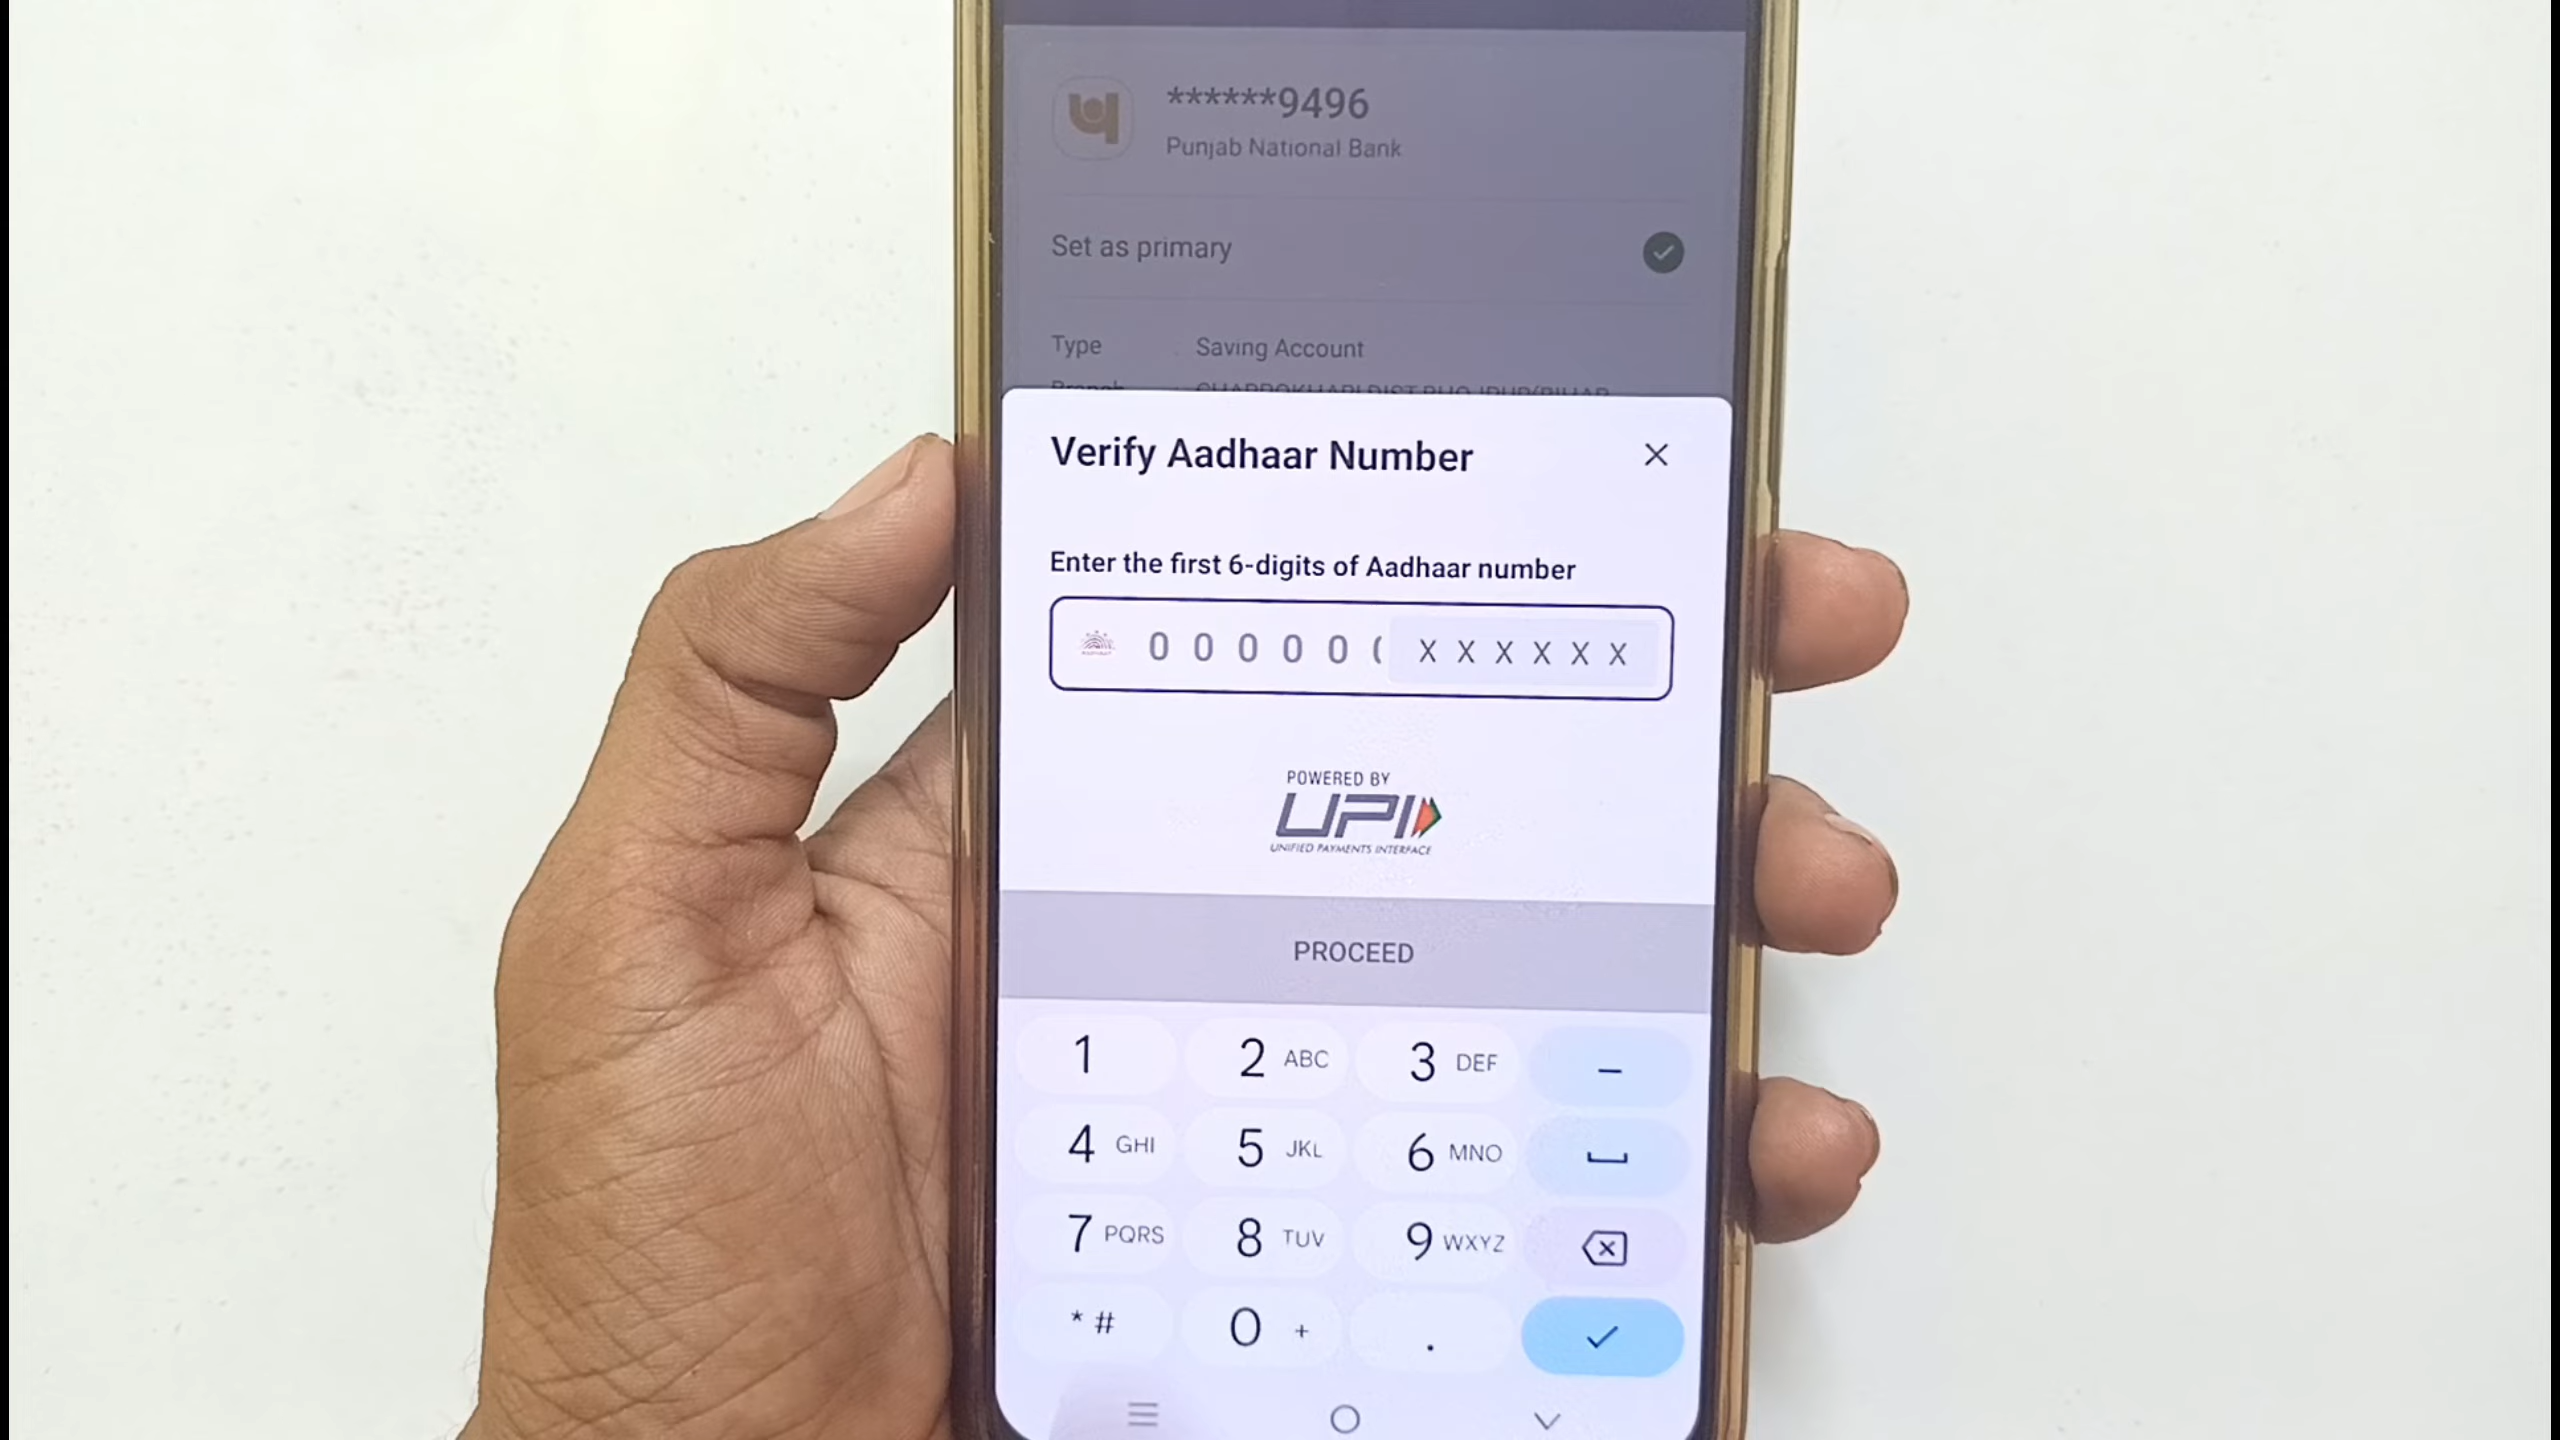 ******9496
Punjab National Bank
Set as primary
Type
Saving Account
Branch
Verify Aadhaar Number
Enter the first 6-digits of Aadhaar number
0 0 0 0 0
X X X X X X
POWERED BY
UPI
UNIFIED PAYMENTS INTERFACE
PROCEED
1
2 ABC
3 DEF
–
4 GHI
5 JKL
6 MNO
7 PQRS
8 TUV
9 WXYZ
* #
0 +
.